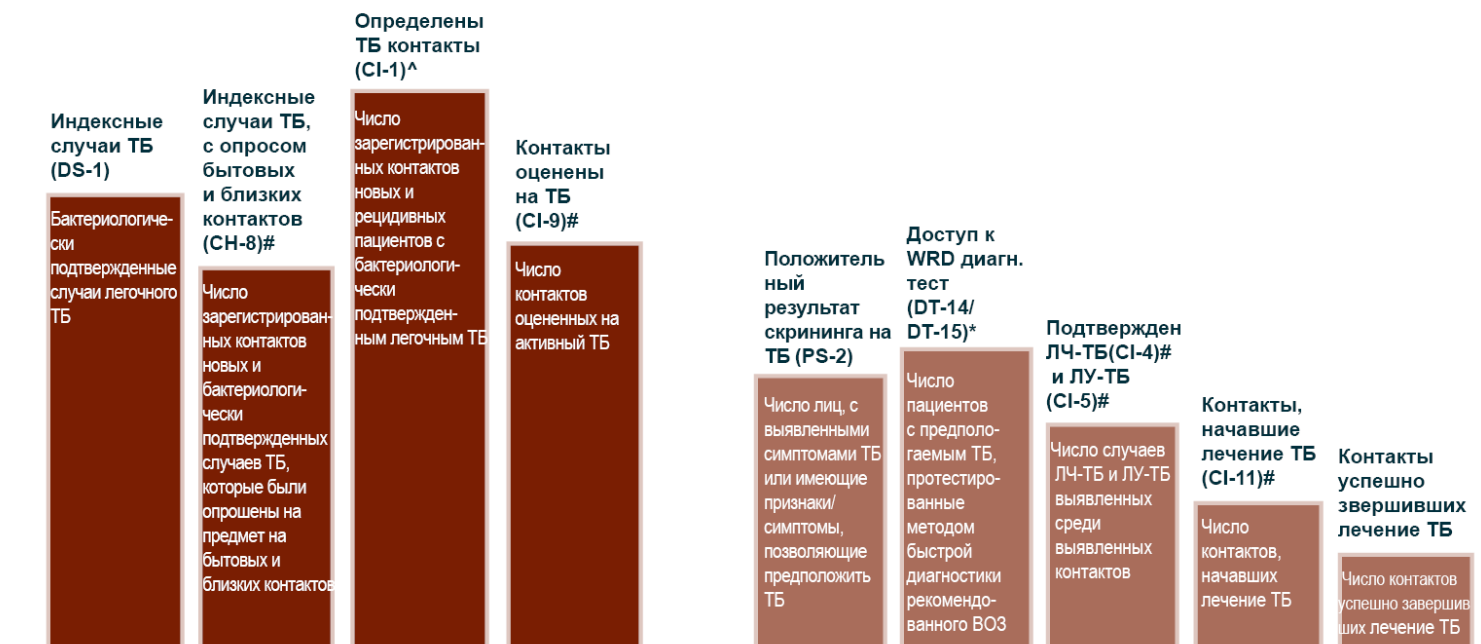 Индексные
случаи ТБ
(DS-1)
Бактериологиче-
ски
подтвержденные
случаи легочного
ТБ
Индексные
случаи ТБ,
с опросом
бытовых
и близких
контактов
(CH-8)#
Число
зарегистрирован-
ных контактов
новых и
бактериологи-
чески
подтвержденных
случаев ТБ,
которые были
опрошены на
предмет на
бытовых и
близких контактов
Определены
ТБ контакты
(CI-1)^
Число
зарегистрирован-
ных контактов
новых и
рецидивных
пациентов с
бактериологи-
чески
подтвержден-
ным легочным ТБ
Контакты
оценены
на ТБ
(CI-9)#
Число
контактов
оцененных на
активный ТБ
Положитель
ный
результат
скрининга на
ТБ (PS-2)
Число лиц, с
выявленными
симптомами ТБ
или имеющие
признаки/
симптомы,
позволяющие
предположить
ТБ
Доступ к
WRD диагн.
тест
(DT-14/
DT-15)*
Число
пациентов
с предполо-
гаемым ТБ,
протестиро-
ванные
методом
быстрой
диагностики
рекомендо-
ванного ВОЗ
Подтвержден
ЛЧ-ТБ(CI-4)#
и ЛУ-ТБ
(CI-5)#
Число случаев
ЛЧ-ТБ и ЛУ-ТБ
выявленных
среди
выявленных
контактов
Контакты,
начавшие
лечение ТБ
(CI-11)#
Число
контактов,
начавших
лечение ТБ
Контакты
успешно
звершивших
лечение ТБ
Число контактов
успешно завершив
ших лечение ТБ